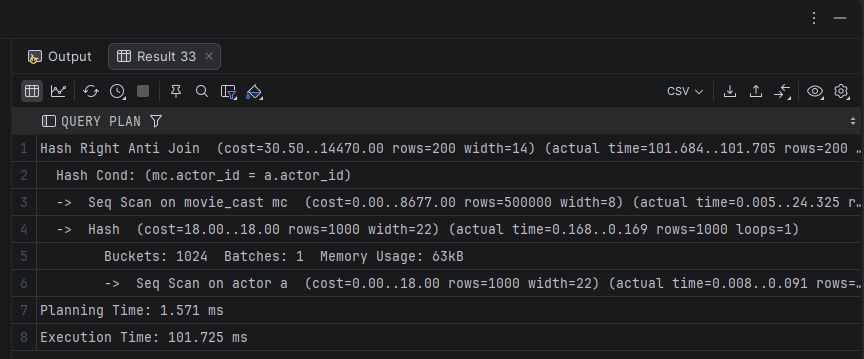 Output
Result 33
CSV
QUERY PLAN
1 Hash Right Anti Join  (cost=30.50..14470.00 rows=200 width=14) (actual time=101.684..101.705 rows=200 …
2   Hash Cond: (mc.actor_id = a.actor_id)
3   ->  Seq Scan on movie_cast mc  (cost=0.00..8677.00 rows=500000 width=8) (actual time=0.005..24.325 r…
4   ->  Hash  (cost=18.00..18.00 rows=1000 width=22) (actual time=0.168..0.169 rows=1000 loops=1)
5         Buckets: 1024  Batches: 1  Memory Usage: 63kB
6         ->  Seq Scan on actor a  (cost=0.00..18.00 rows=1000 width=22) (actual time=0.008..0.091 rows=…
7 Planning Time: 1.571 ms
8 Execution Time: 101.725 ms